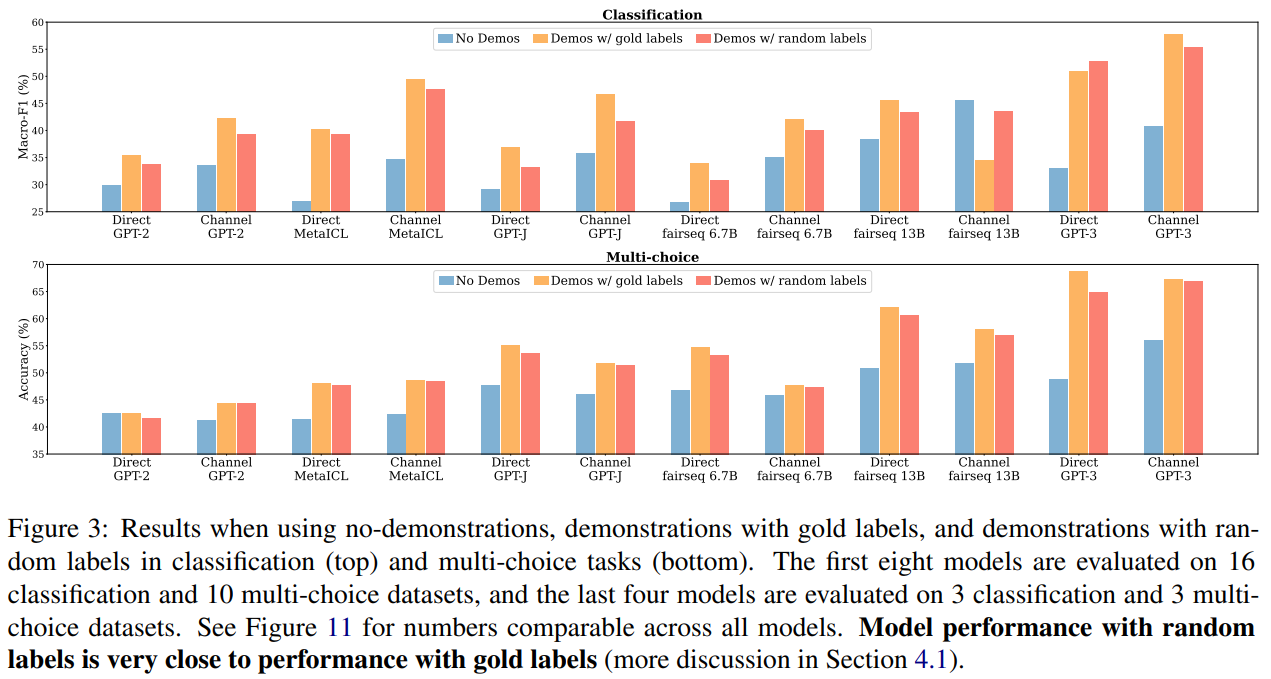 Classification
60
55
50
45
40
35
30
25
Macro-F1 (%)
No Demos Demos w/ gold labels Demos w/ random labels
Direct Channel Direct Channel Direct Channel Direct Channel Direct Channel Direct Channel
GPT-2 GPT-2 MetaICL MetaICL GPT-J GPT-J fairseq 6.7B fairseq 6.7B fairseq 13B fairseq 13B GPT-3 GPT-3
Multi-choice
70
65
60
55
50
45
40
35
Accuracy (%)
No Demos Demos w/ gold labels Demos w/ random labels
Direct Channel Direct Channel Direct Channel Direct Channel Direct Channel Direct Channel
GPT-2 GPT-2 MetaICL MetaICL GPT-J GPT-J fairseq 6.7B fairseq 6.7B fairseq 13B fairseq 13B GPT-3 GPT-3
Figure 3: Results when using no-demonstrations, demonstrations with gold labels, and demonstrations with ran-
dom labels in classification (top) and multi-choice tasks (bottom). The first eight models are evaluated on 16
classification and 10 multi-choice datasets, and the last four models are evaluated on 3 classification and 3 multi-
choice datasets. See Figure 11 for numbers comparable across all models. Model performance with random
labels is very close to performance with gold labels (more discussion in Section 4.1).